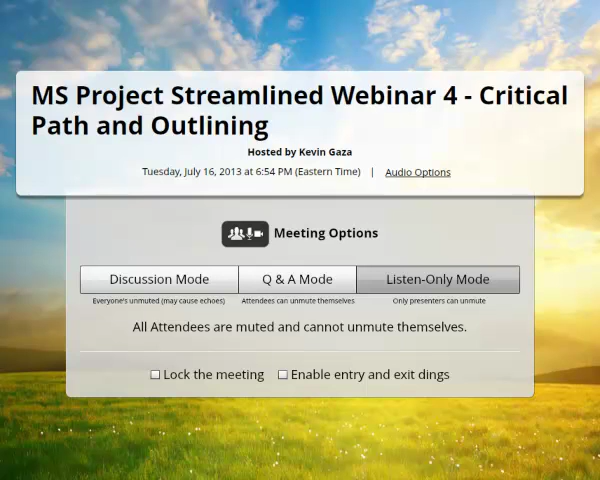 MS Project Streamlined Webinar 4 - Critical
Path and Outlining
Hosted by Kevin Gaza
Tuesday, July 16, 2013 at 6:54 PM (Eastern Time) | Audio Options
Meeting Options
Discussion Mode Q & A Mode Listen-Only Mode
Everyone's unmuted (may cause echoes) Attendees can unmute themselves Only presenters can unmute
All Attendees are muted and cannot unmute themselves.
Lock the meeting Enable entry and exit dings